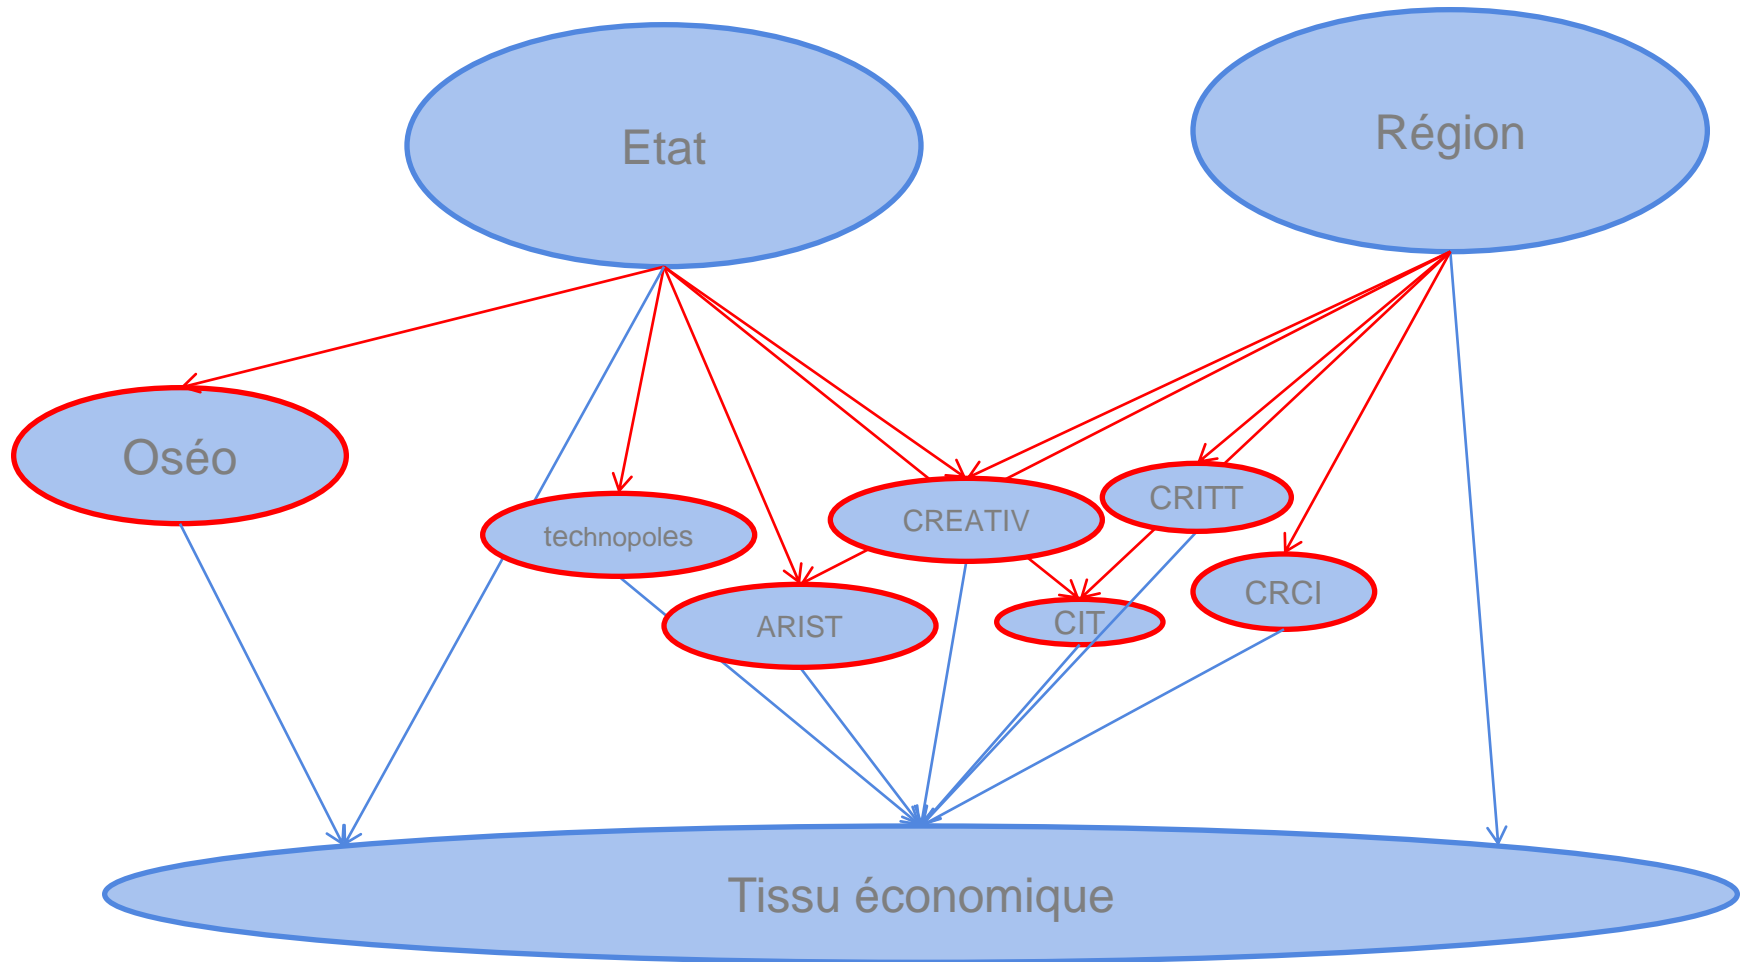 Etat
Région
Oséo
technopoles
CREATIV
CRITT
ARIST
CIT
CRCI
Tissu économique